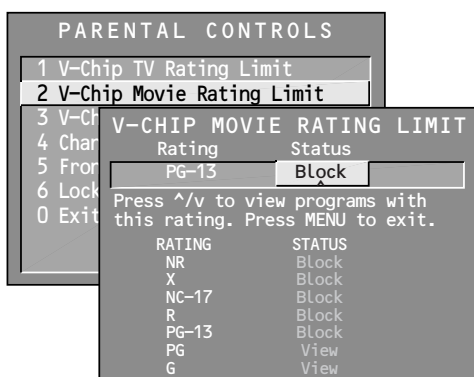 PARENTAL CONTROLS
1 V-Chip TV Rating Limit
2 V-Chip Movie Rating Limit
3 V-Ch
4 Chan
5 Fron
6 Lock
0 Exit
V-CHIP MOVIE RATING LIMIT
Rating Status
PG-13 Block
Press ^/v to view programs with
this rating. Press MENU to exit.
RATING STATUS
NR Block
X Block
NC-17 Block
R Block
PG-13 Block
PG View
G View